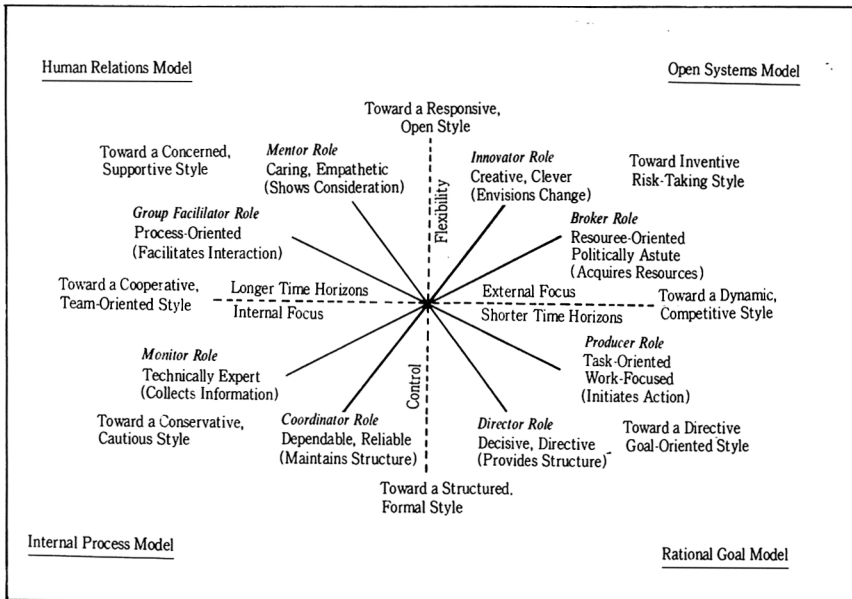 Human Relations Model
Open Systems Model
Toward a Responsive,
Open Style
Toward a Concerned,
Supportive Style
Mentor Role
Caring, Empathetic
(Shows Consideration)
Flexibility
Innovator Role
Creative, Clever
(Envisions Change)
Toward Inventive
Risk-Taking Style
Group Facililator Role
Process-Oriented
(Facilitates Interaction)
Broker Role
Resouree-Oriented
Politically Astute
(Acquires Resources)
Toward a Cooperative,
Team-Oriented Style
Longer Time Horizons
Internal Focus
External Focus
Shorter Time Horizons
Toward a Dynamic,
Competitive Style
Monitor Role
Technically Expert
(Collects Information)
Producer Role
Task-Oriented
Work-Focused
(Initiates Action)
Toward a Conservative,
Cautious Style
Coordinator Role
Dependable, Reliable
(Maintains Structure)
Control
Director Role
Decisive, Directive
(Provides Structure)
Toward a Directive
Goal-Oriented Style
Toward a Structured.
Formal Style
Internal Process Model
Rational Goal Model